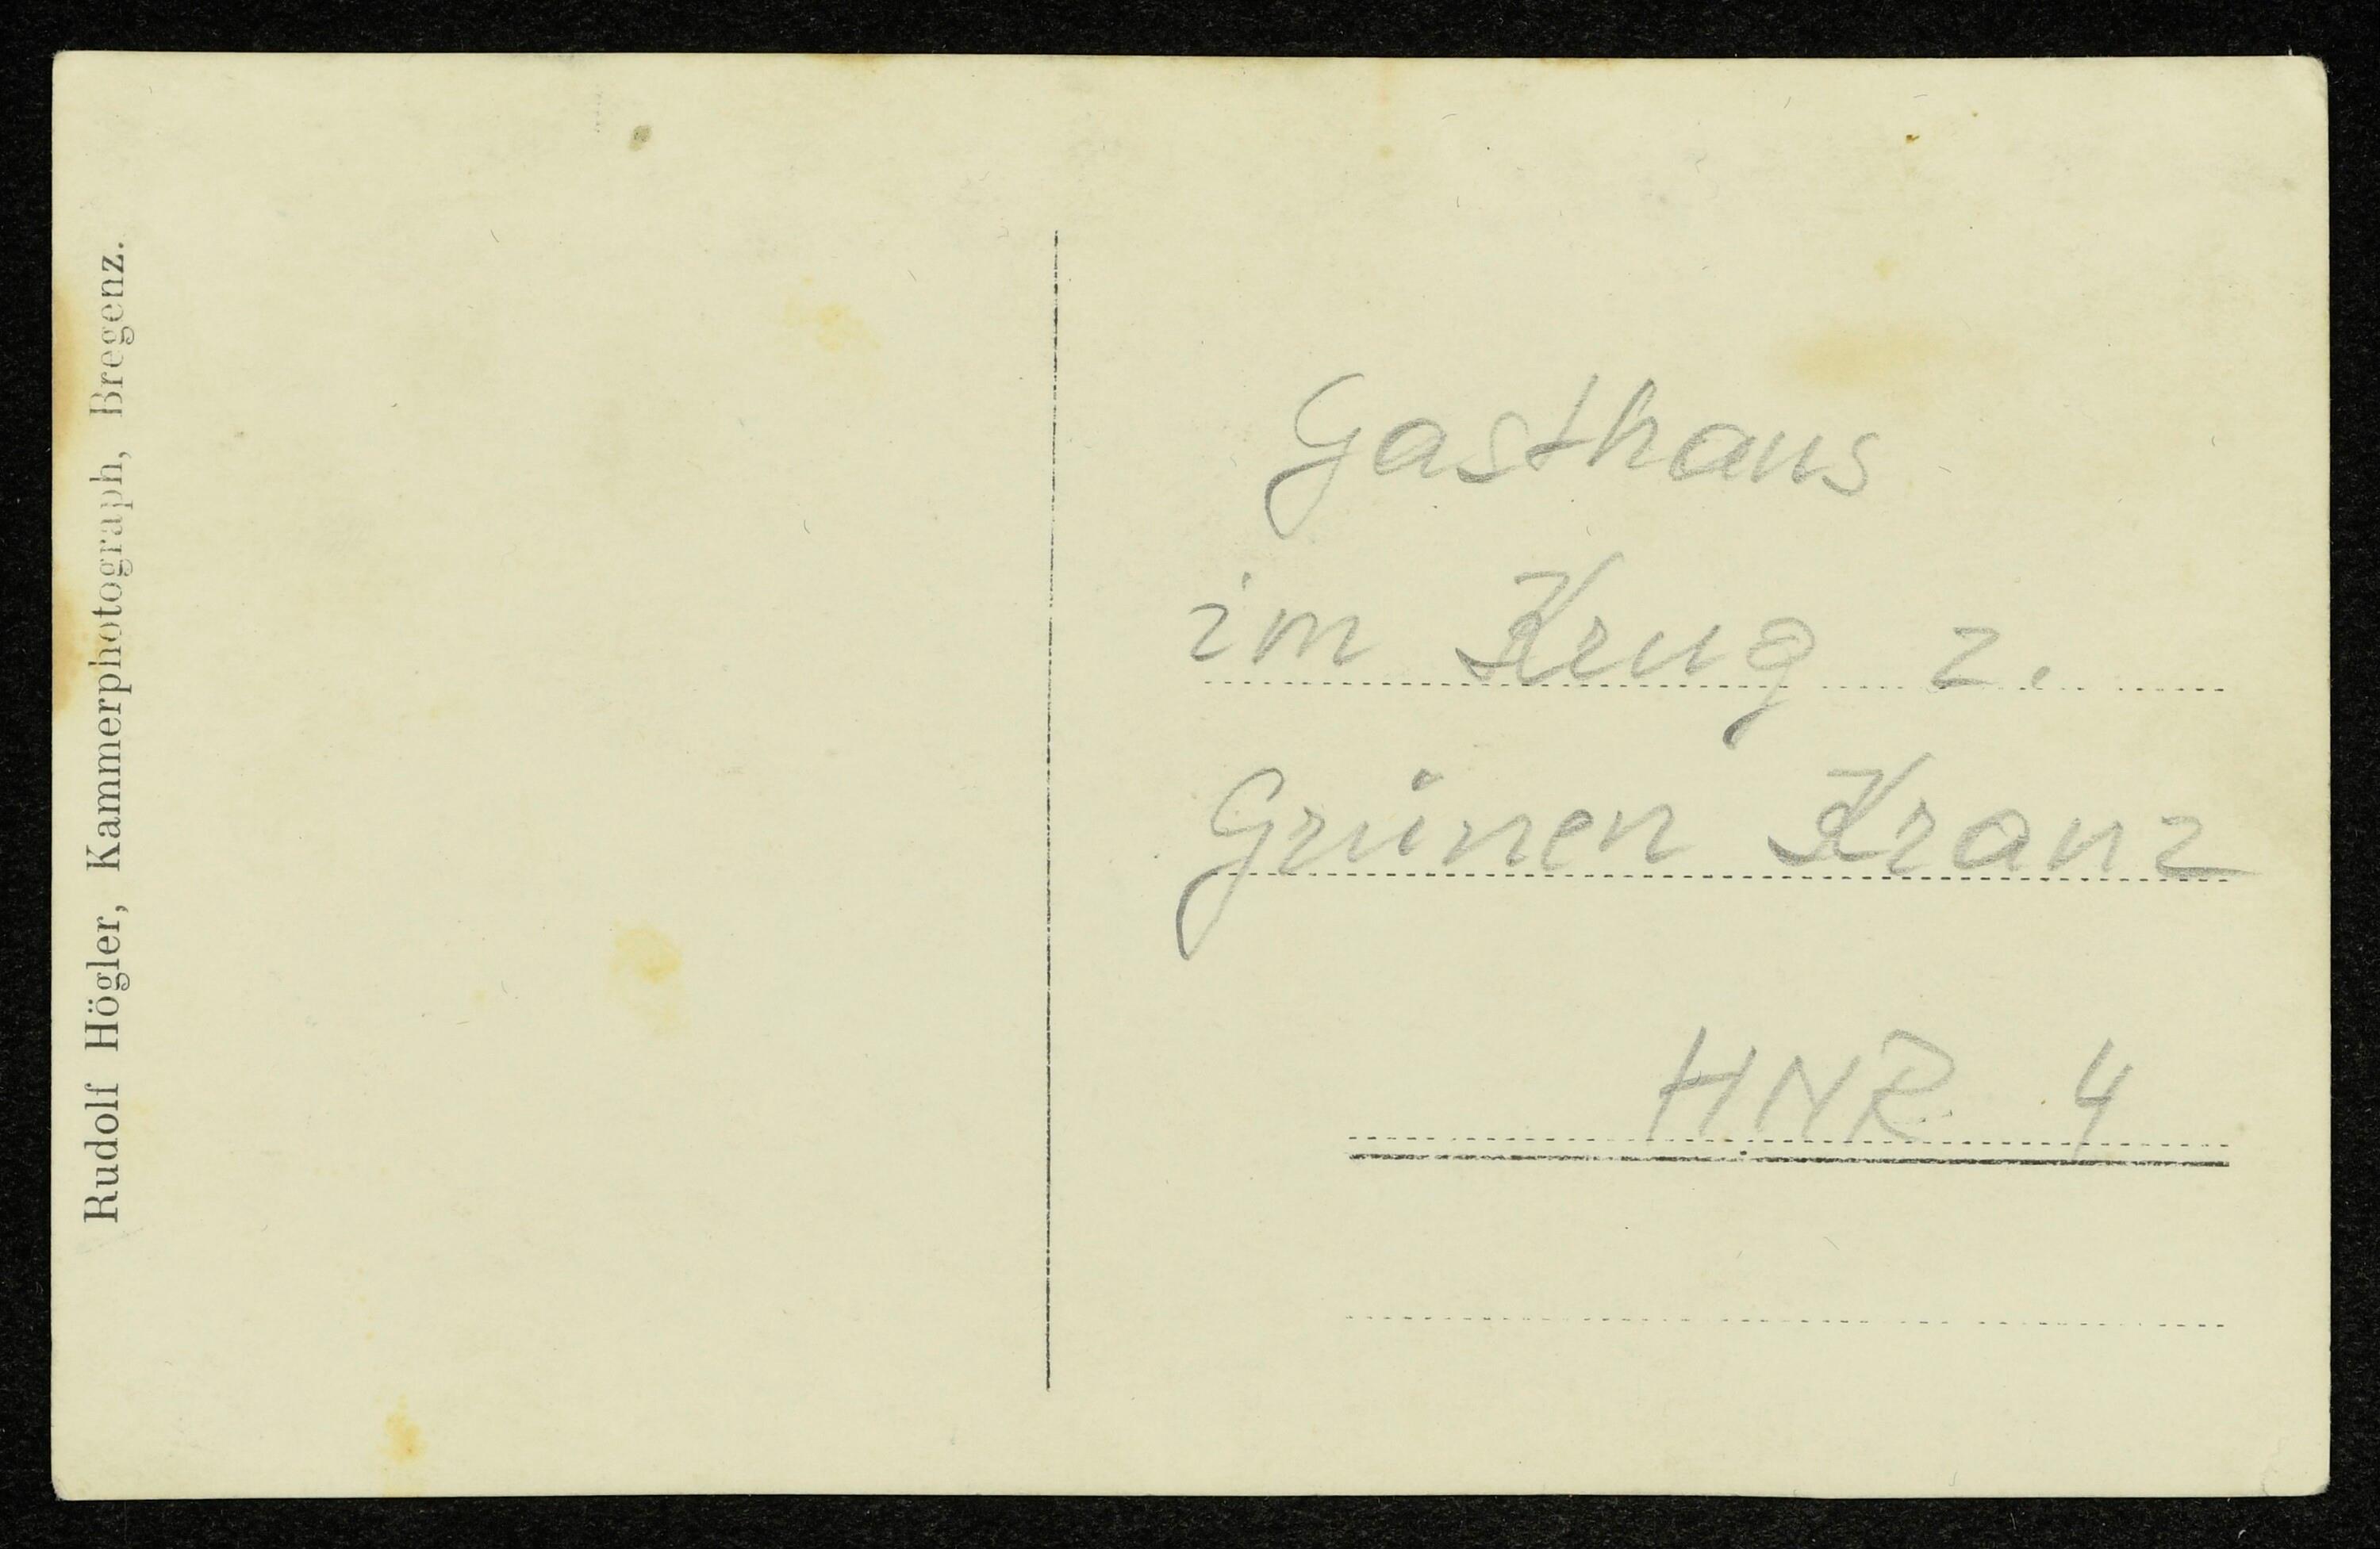 Rudolf Högler, Kammerphotograph, Bregenz.
Gasthaus
im Krug z.
Grünen Kranz
HNR 4